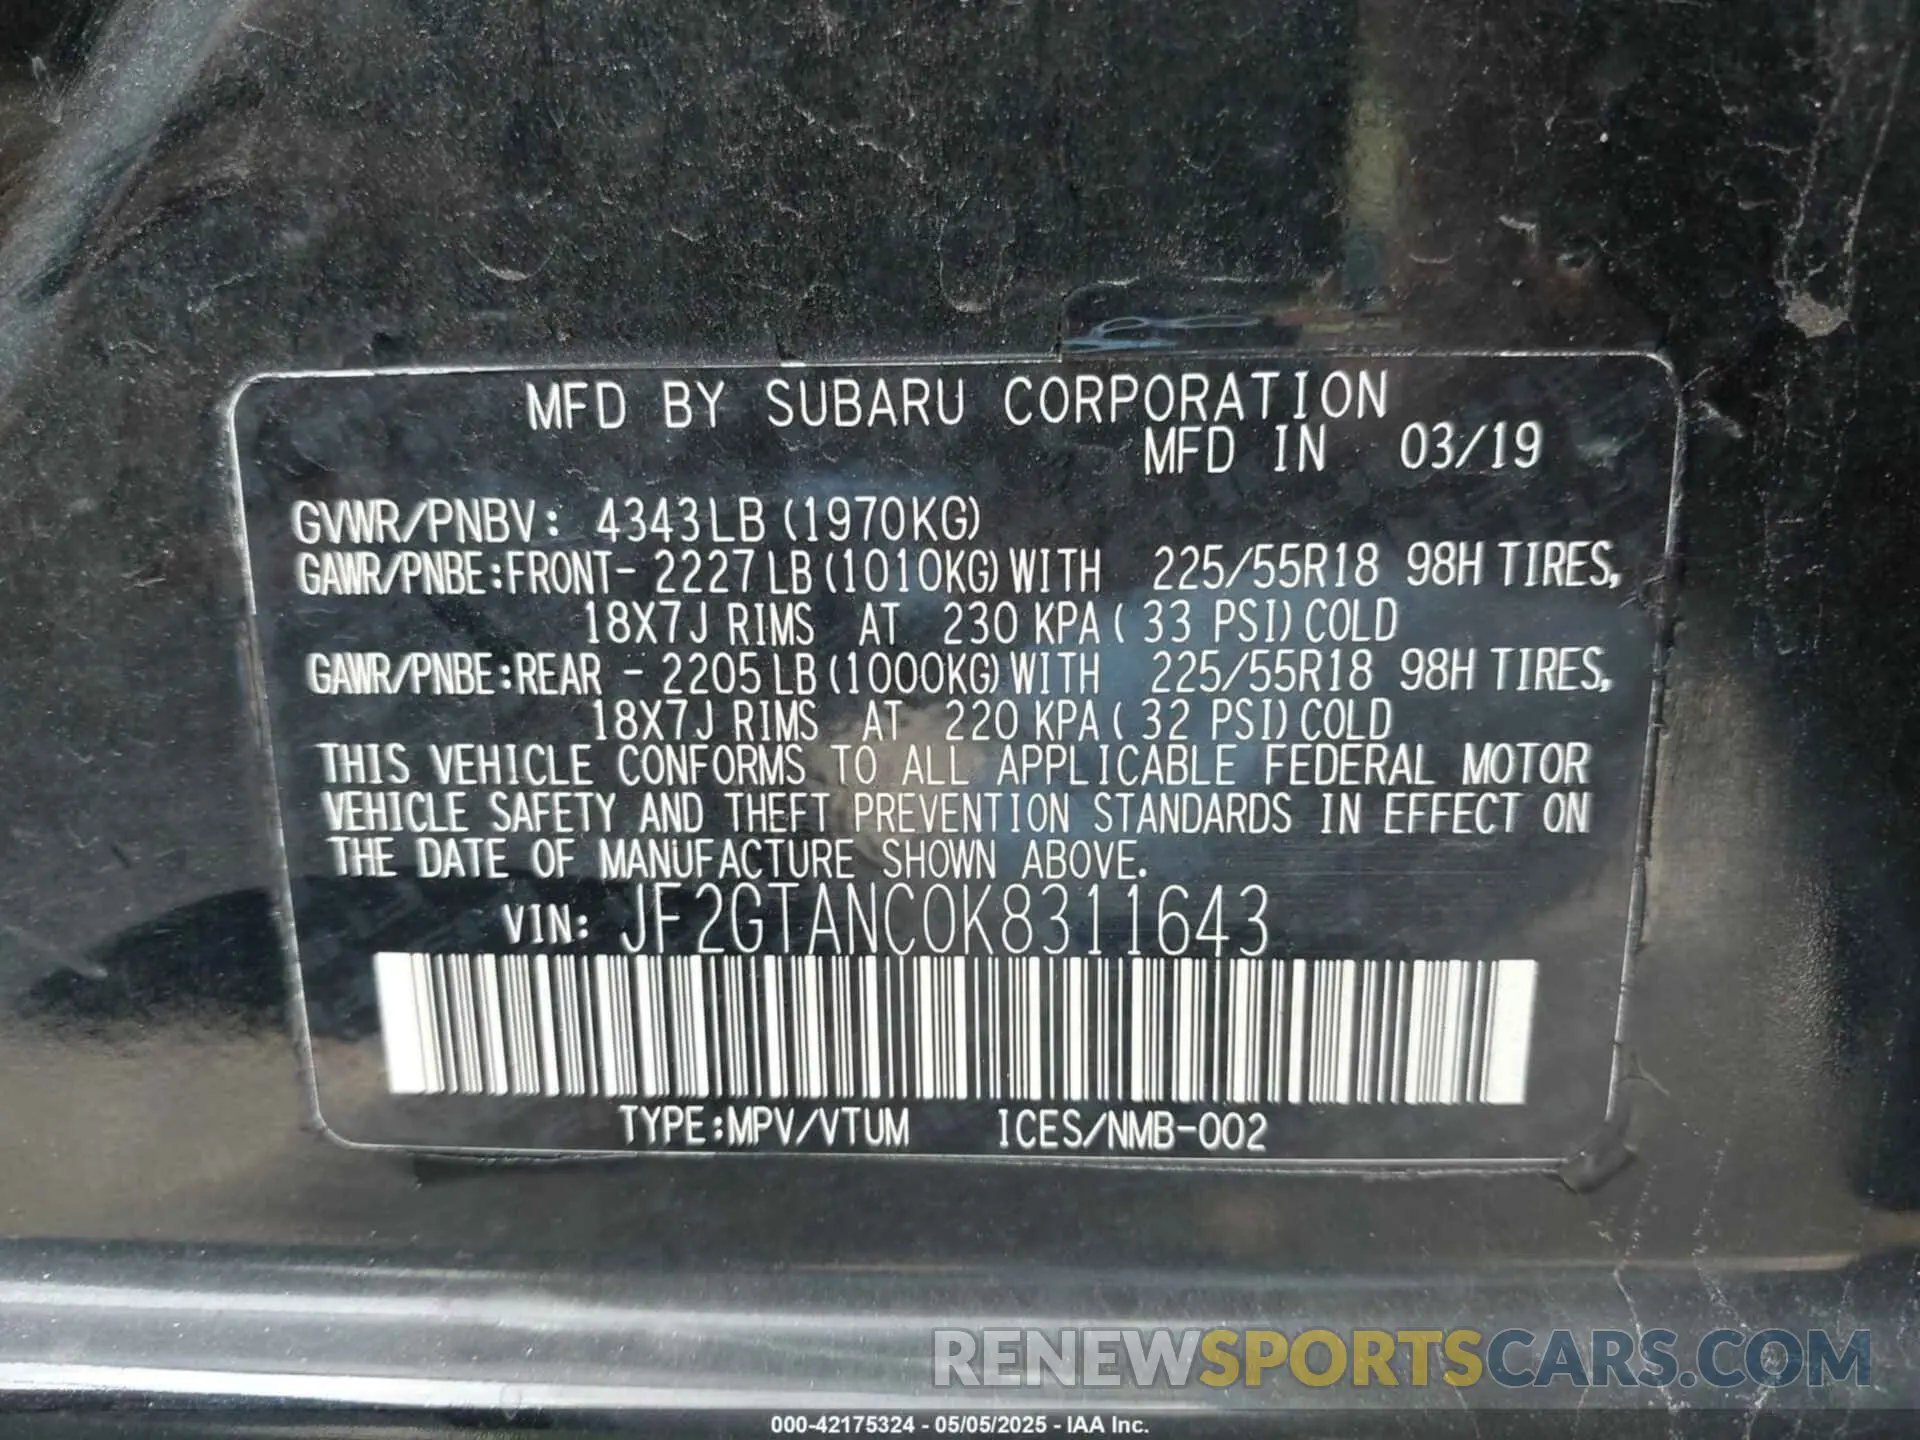 MFD BY SUBARU CORPORATION
MFD IN 03/19
GVWR/PNBV: 4343LB (1970KG)
GAWR/PNBE:FRONT- 2227LB (1010KG) WITH 225/55R18 98H TIRES,
18X7J RIMS AT 230 KPA ( 33 PSI) COLD
GAWR/PNBE:REAR - 2205LB (1000KG) WITH 225/55R18 98H TIRES,
18X7J RIMS AT 220 KPA ( 32 PSI) COLD
THIS VEHICLE CONFORMS TO ALL APPLICABLE FEDERAL MOTOR
VEHICLE SAFETY AND THEFT PREVENTION STANDARDS IN EFFECT ON
THE DATE OF MANUFACTURE SHOWN ABOVE.
VIN: JF2GTANC0K8311643
TYPE:MPV/VTUM ICES/NMB-002
RENEWSPORTSCARS.COM
000-42175324 - 05/05/2025 - IAA Inc.